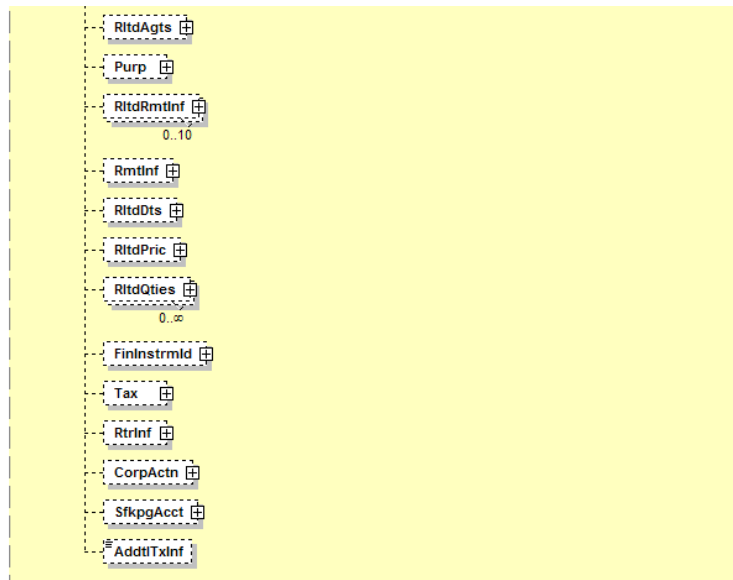 RltdAgts
Purp
RltdRmtInf
0..10
RmtInf
RltdDts
RltdPric
RltdQties
0..∞
FinInstrmId
Tax
RtrInf
CorpActn
SfkpgAcct
AddtlTxInf